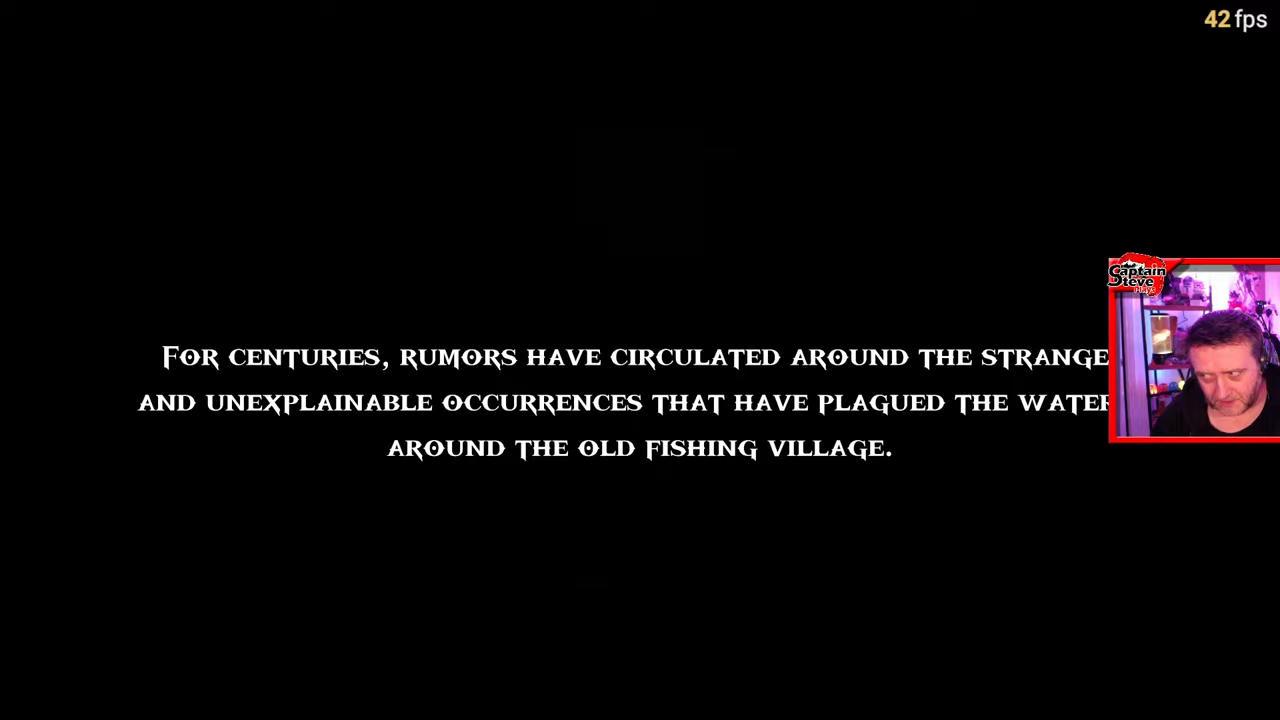 42 fps
For centuries, rumors have circulated around the strange
and unexplainable occurrences that have plagued the water
around the old fishing village.
Captain
Steve
Plays